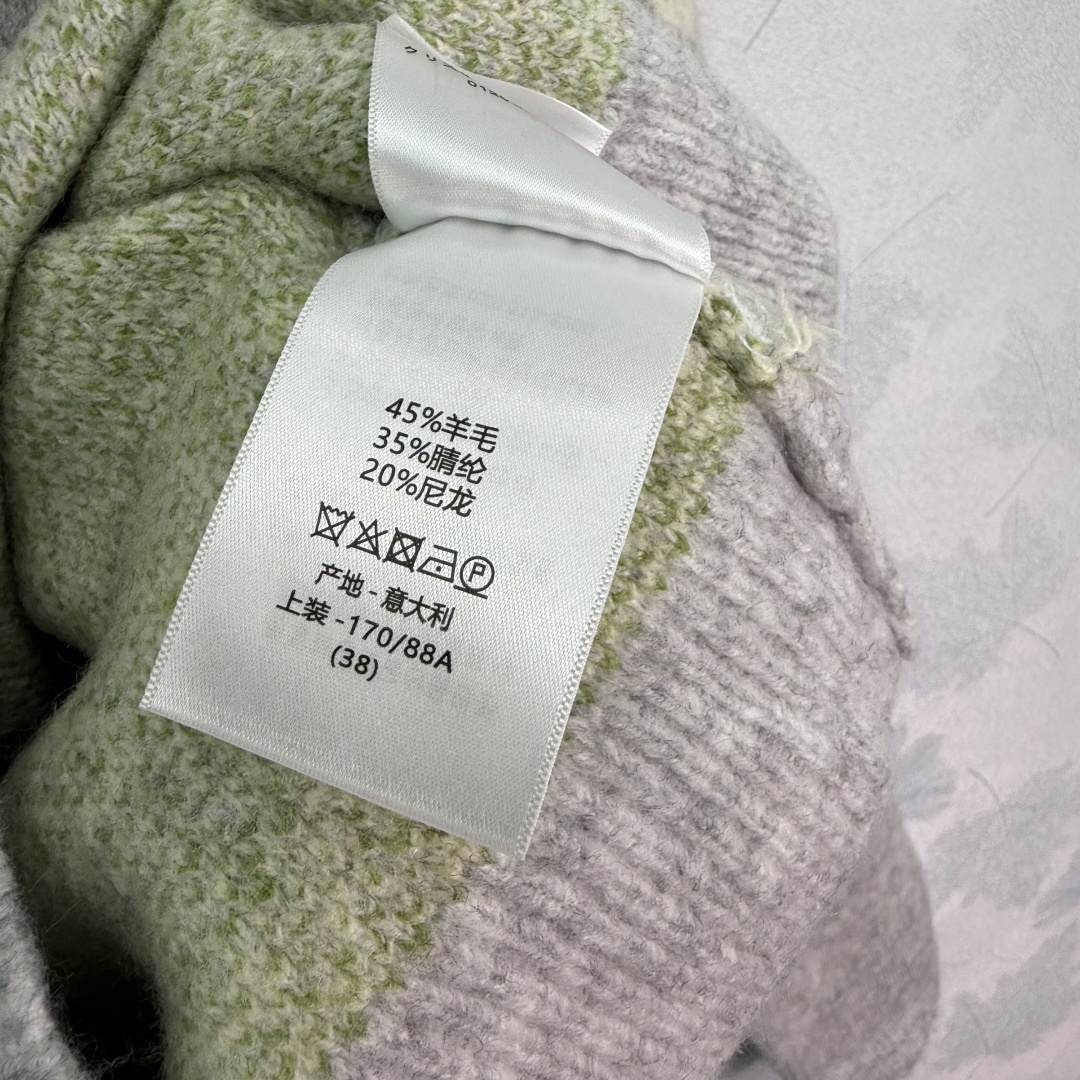 45%羊毛
35%腈纶
20%尼龙
P
产地 - 意大利
上装 -170/88A
(38)